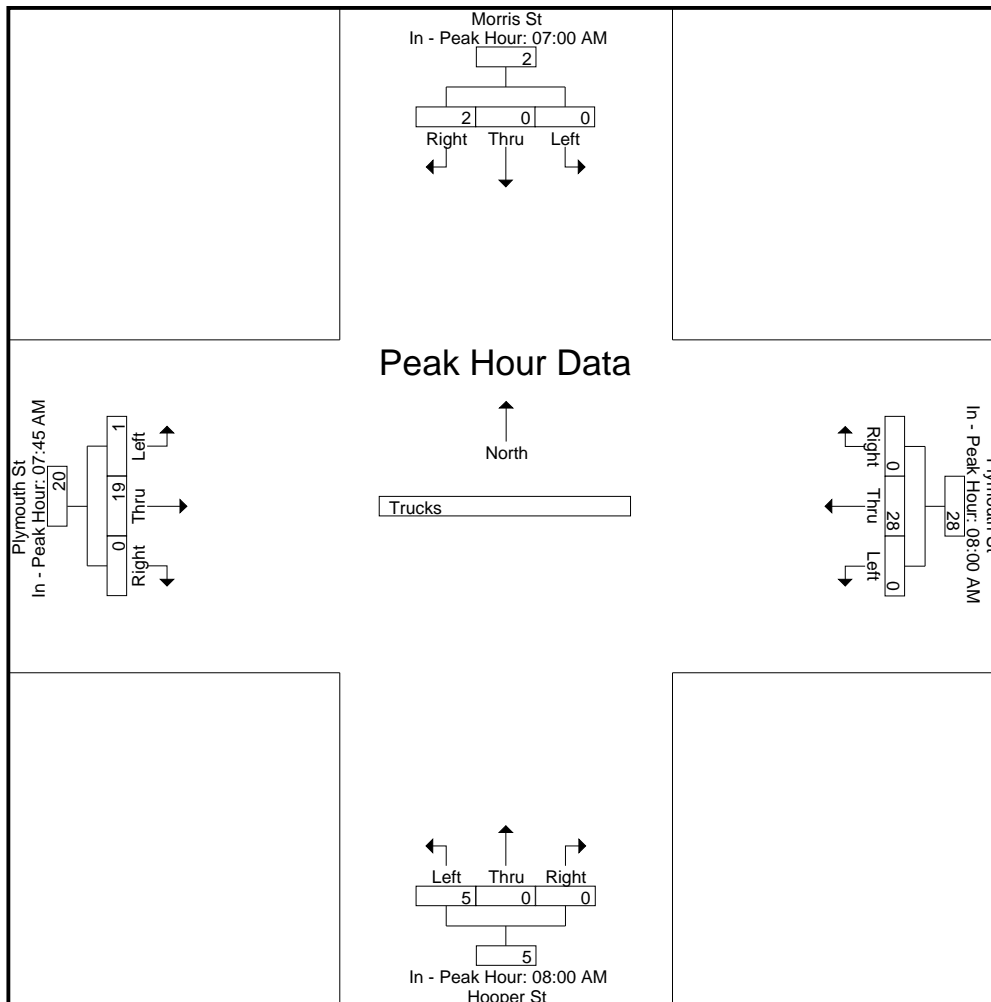 Morris St
In - Peak Hour: 07:00 AM
2
2 0 0
Right Thru Left
Peak Hour Data
North
Trucks
Plymouth St
In - Peak Hour: 07:45 AM
20
1 19 0
Left Thru Right
Plymouth St
In - Peak Hour: 08:00 AM
28
0 28 0
Right Thru Left
Left Thru Right
5 0 0
5
In - Peak Hour: 08:00 AM
Hooper St